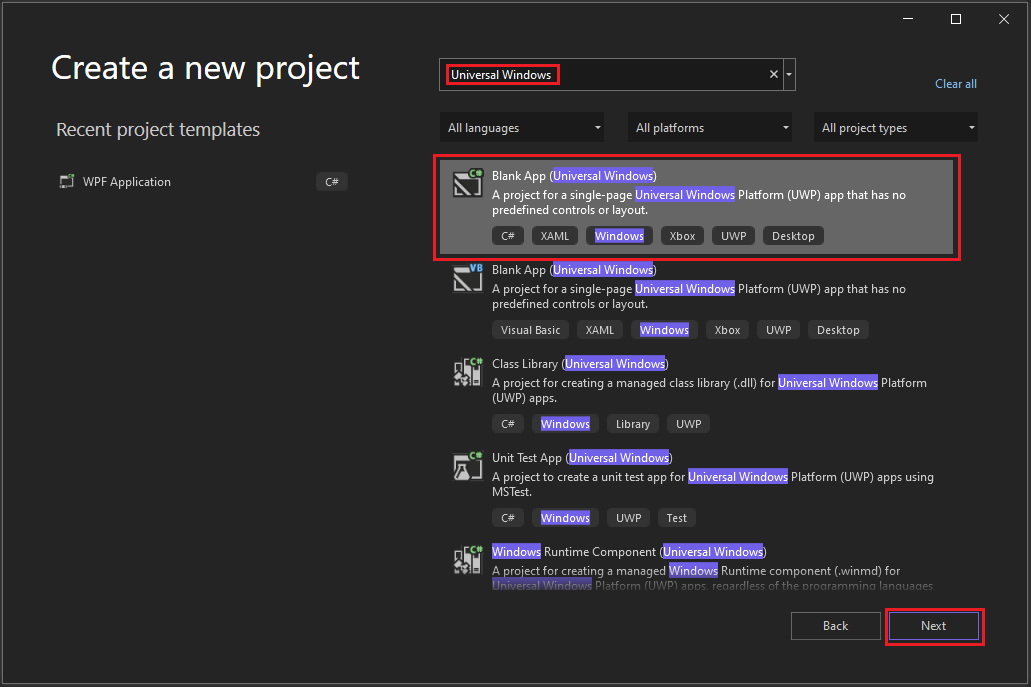 Create a new project
Recent project templates
WPF Application
C#
Universal Windows
Clear all
All languages
All platforms
All project types
C#
Blank App (Universal Windows)
A project for a single-page Universal Windows Platform (UWP) app that has no
predefined controls or layout.
C# XAML Windows Xbox UWP Desktop
VB
Blank App (Universal Windows)
A project for a single-page Universal Windows Platform (UWP) app that has no
predefined controls or layout.
Visual Basic XAML Windows Xbox UWP Desktop
C#
Class Library (Universal Windows)
A project for creating a managed class library (.dll) for Universal Windows Platform
(UWP) apps.
C# Windows Library UWP
C#
Unit Test App (Universal Windows)
A project to create a unit test app for Universal Windows Platform (UWP) apps using
MSTest.
C# Windows UWP Test
C#
Windows Runtime Component (Universal Windows)
A project for creating a managed Windows Runtime component (.winmd) for
Universal Windows Platform (UWP) apps, regardless of the programming languages
Back
Next